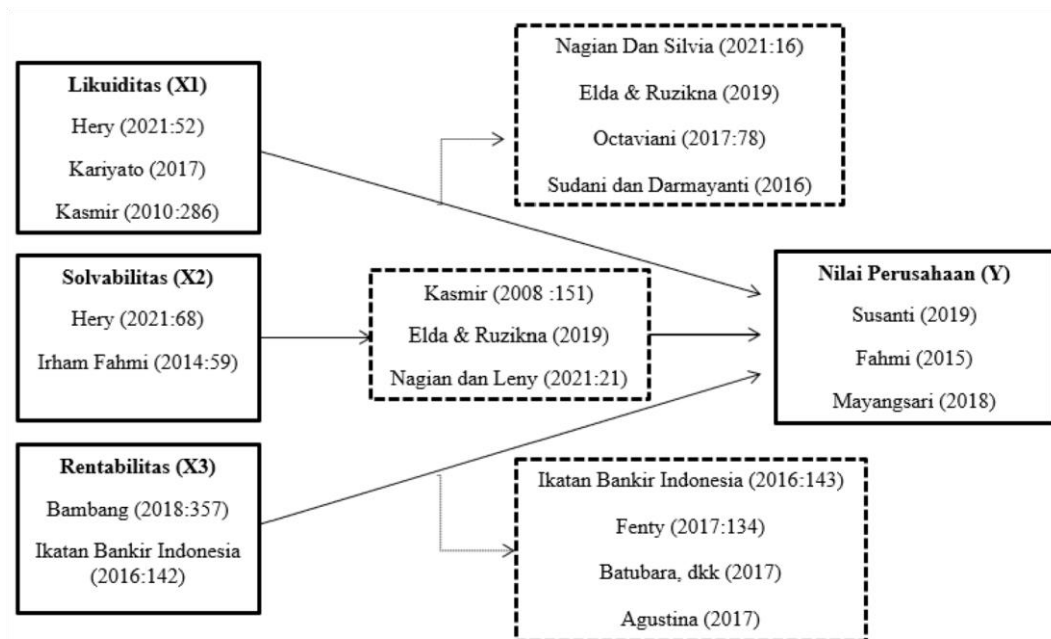 Nagian Dan Silvia (2021:16)
Elda & Ruzikna (2019)
Octaviani (2017:78)
Sudani dan Darmayanti (2016)
Likuiditas (X1)
Hery (2021:52)
Kariyato (2017)
Kasmir (2010:286)
Solvabilitas (X2)
Hery (2021:68)
Irham Fahmi (2014:59)
Kasmir (2008 :151)
Elda & Ruzikna (2019)
Nagian dan Leny (2021:21)
Nilai Perusahaan (Y)
Susanti (2019)
Fahmi (2015)
Mayangsari (2018)
Rentabilitas (X3)
Bambang (2018:357)
Ikatan Bankir Indonesia
(2016:142)
Ikatan Bankir Indonesia (2016:143)
Fenty (2017:134)
Batubara, dkk (2017)
Agustina (2017)